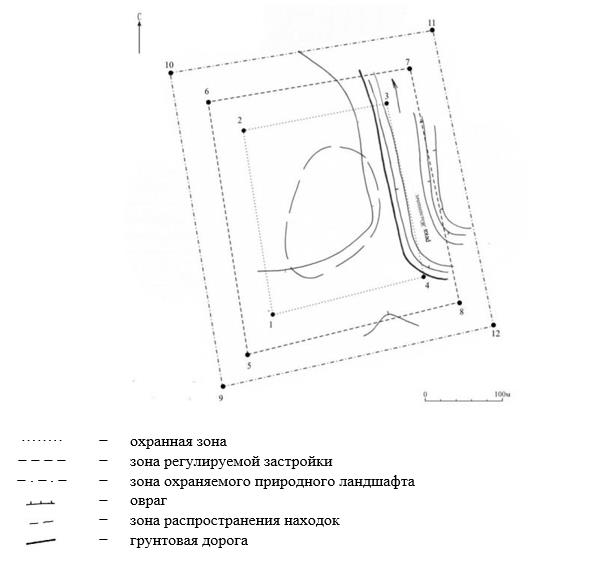 С
11
10
7
6
3
2
река
4
1
8
12
5
9
0 100м
– охранная зона
– зона регулируемой застройки
– зона охраняемого природного ландшафта
– овраг
– зона распространения находок
– грунтовая дорога